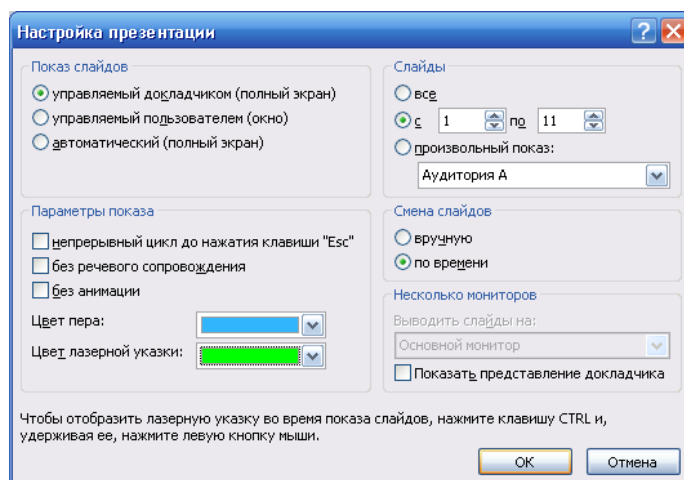 Настройка презентации
Показ слайдов
управляемый докладчиком (полный экран)
управляемый пользователем (окно)
автоматический (полный экран)
Слайды
все
с 1 по 11
произвольный показ:
Аудитория А
Параметры показа
непрерывный цикл до нажатия клавиши "Esc"
без речевого сопровождения
без анимации
Цвет пера:
Цвет лазерной указки:
Смена слайдов
вручную
по времени
Несколько мониторов
Выводить слайды на:
Основной монитор
Показать представление докладчика
Чтобы отобразить лазерную указку во время показа слайдов, нажмите клавишу CTRL и,
удерживая ее, нажмите левую кнопку мыши.
ОК Отмена